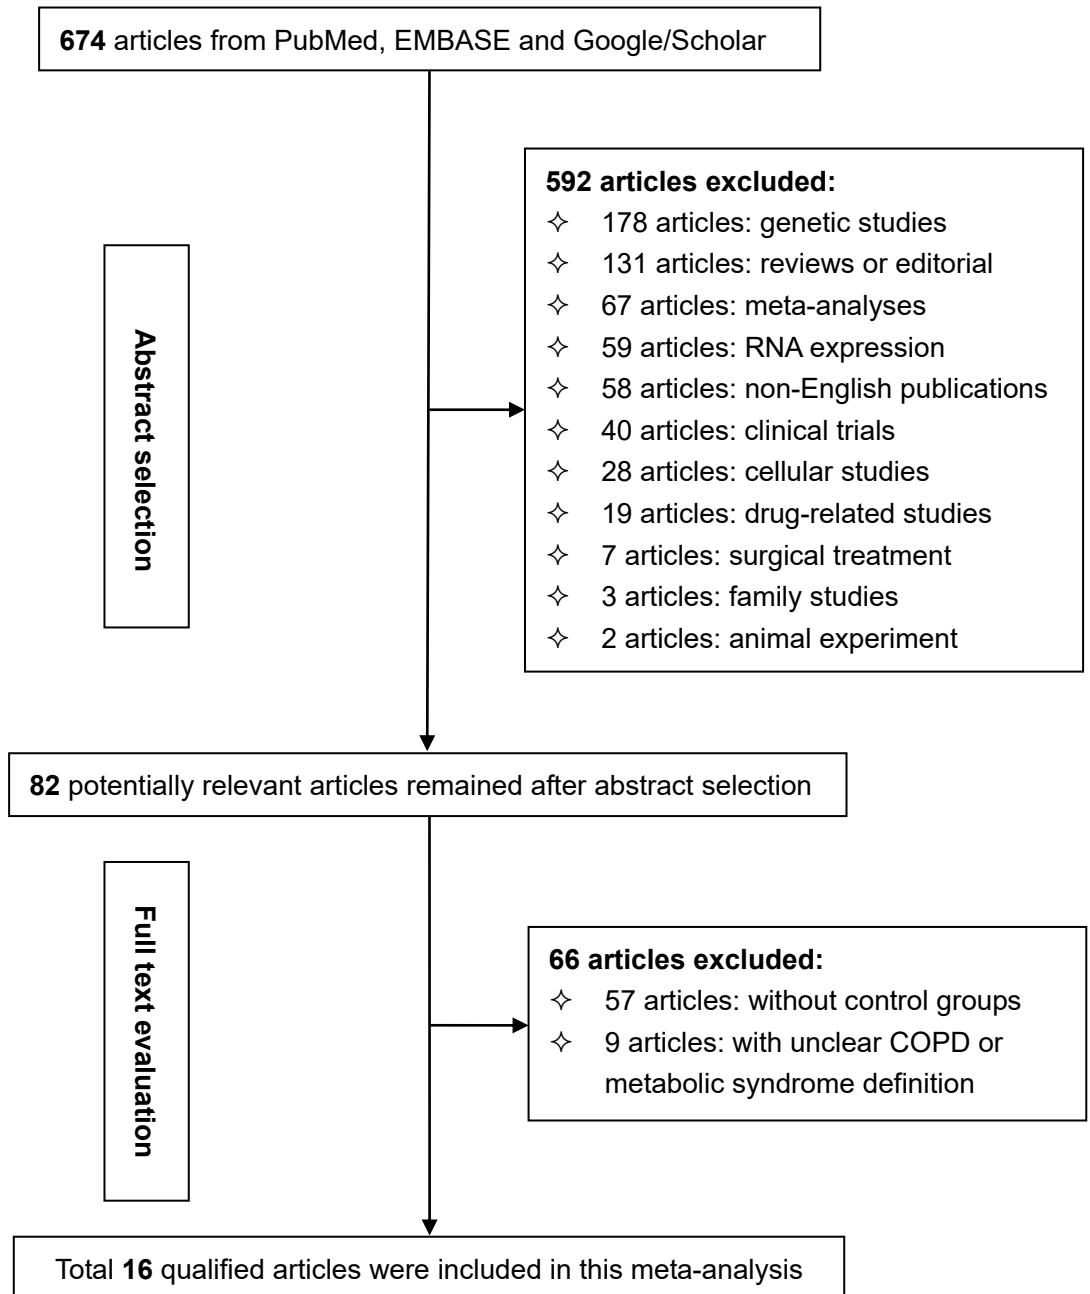 674 articles from PubMed, EMBASE and Google/Scholar
592 articles excluded:
✧ 178 articles: genetic studies
✧ 131 articles: reviews or editorial
✧ 67 articles: meta-analyses
✧ 59 articles: RNA expression
✧ 58 articles: non-English publications
✧ 40 articles: clinical trials
✧ 28 articles: cellular studies
✧ 19 articles: drug-related studies
✧ 7 articles: surgical treatment
✧ 3 articles: family studies
✧ 2 articles: animal experiment
Abstract selection
82 potentially relevant articles remained after abstract selection
Full text evaluation
66 articles excluded:
✧ 57 articles: without control groups
✧ 9 articles: with unclear COPD or
metabolic syndrome definition
Total 16 qualified articles were included in this meta-analysis